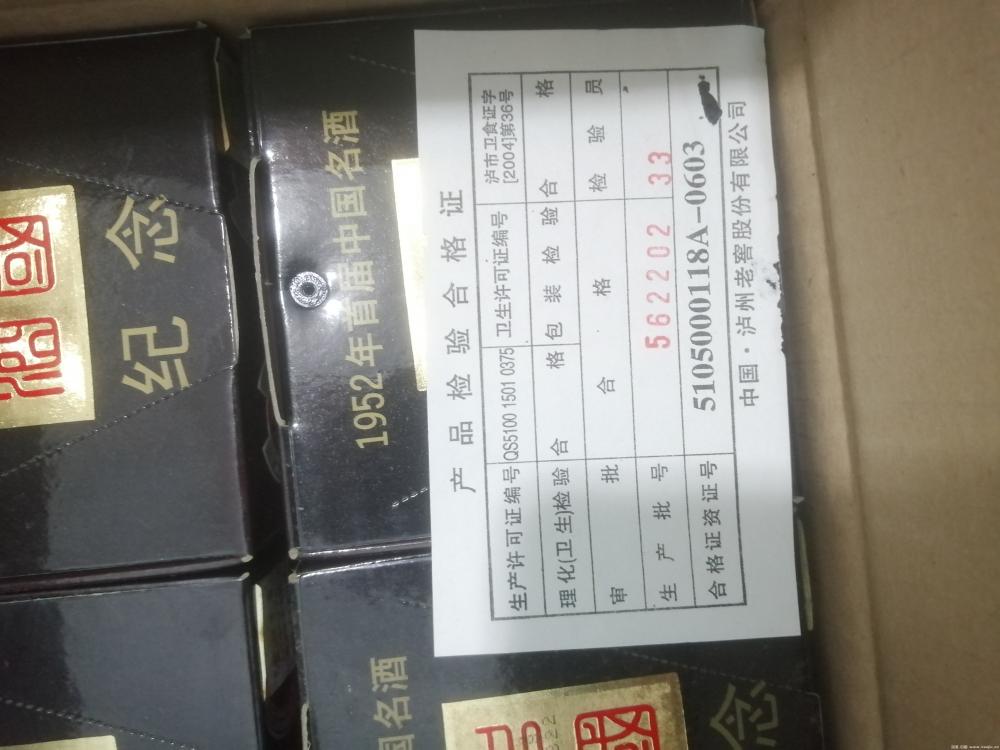 产品检验合格证
生产许可证编号 QS5100 1501 0375 卫生许可证编号 泸市卫食证字[2004]第36号
理化(卫生)检验 合格 包装检验 合格
审批 合格 检验员
生产批号 562202 33
合格证资证号 5105000118A-0603
中国·泸州老窖股份有限公司
1952年首届中国名酒
纪念
國
国名酒
國
念